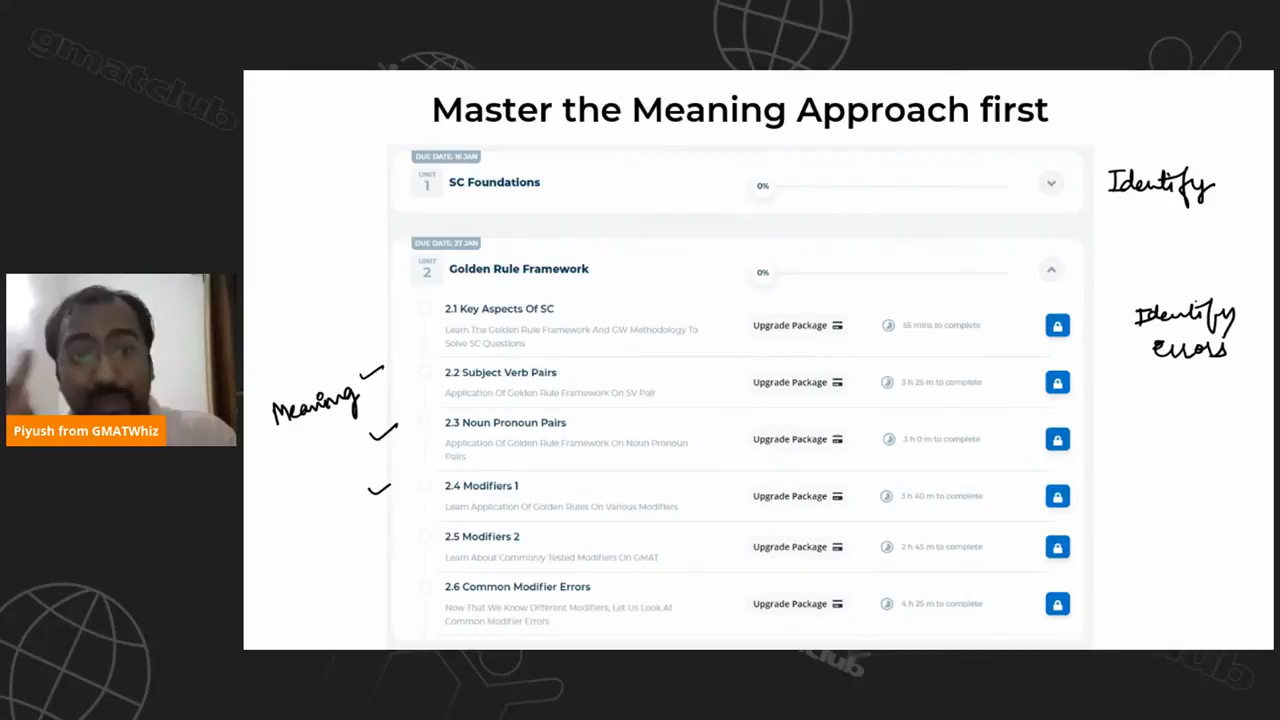 gmatclub
Master the Meaning Approach first
DUE DATE: 16 JAN
UNIT
1
SC Foundations
0%
Identify
DUE DATE: 27 JAN
UNIT
2
Golden Rule Framework
0%
2.1 Key Aspects Of SC
Learn The Golden Rule Framework And GW Methodology To
Solve SC Questions
Upgrade Package
55 mins to complete
Identify
Errors
2.2 Subject Verb Pairs
Application Of Golden Rule Framework On SV Pair
Upgrade Package
3 h 25 m to complete
Meaning
2.3 Noun Pronoun Pairs
Application Of Golden Rule Framework On Noun Pronoun
Pairs
Upgrade Package
3 h 0 m to complete
Piyush from GMATWhiz
2.4 Modifiers 1
Learn Application Of Golden Rules On Various Modifiers
Upgrade Package
3 h 40 m to complete
2.5 Modifiers 2
Learn About Commonly Tested Modifiers On GMAT
Upgrade Package
2 h 45 m to complete
2.6 Common Modifier Errors
Now That We Know Different Modifiers, Let Us Look At
Common Modifier Errors
Upgrade Package
4 h 25 m to complete
club